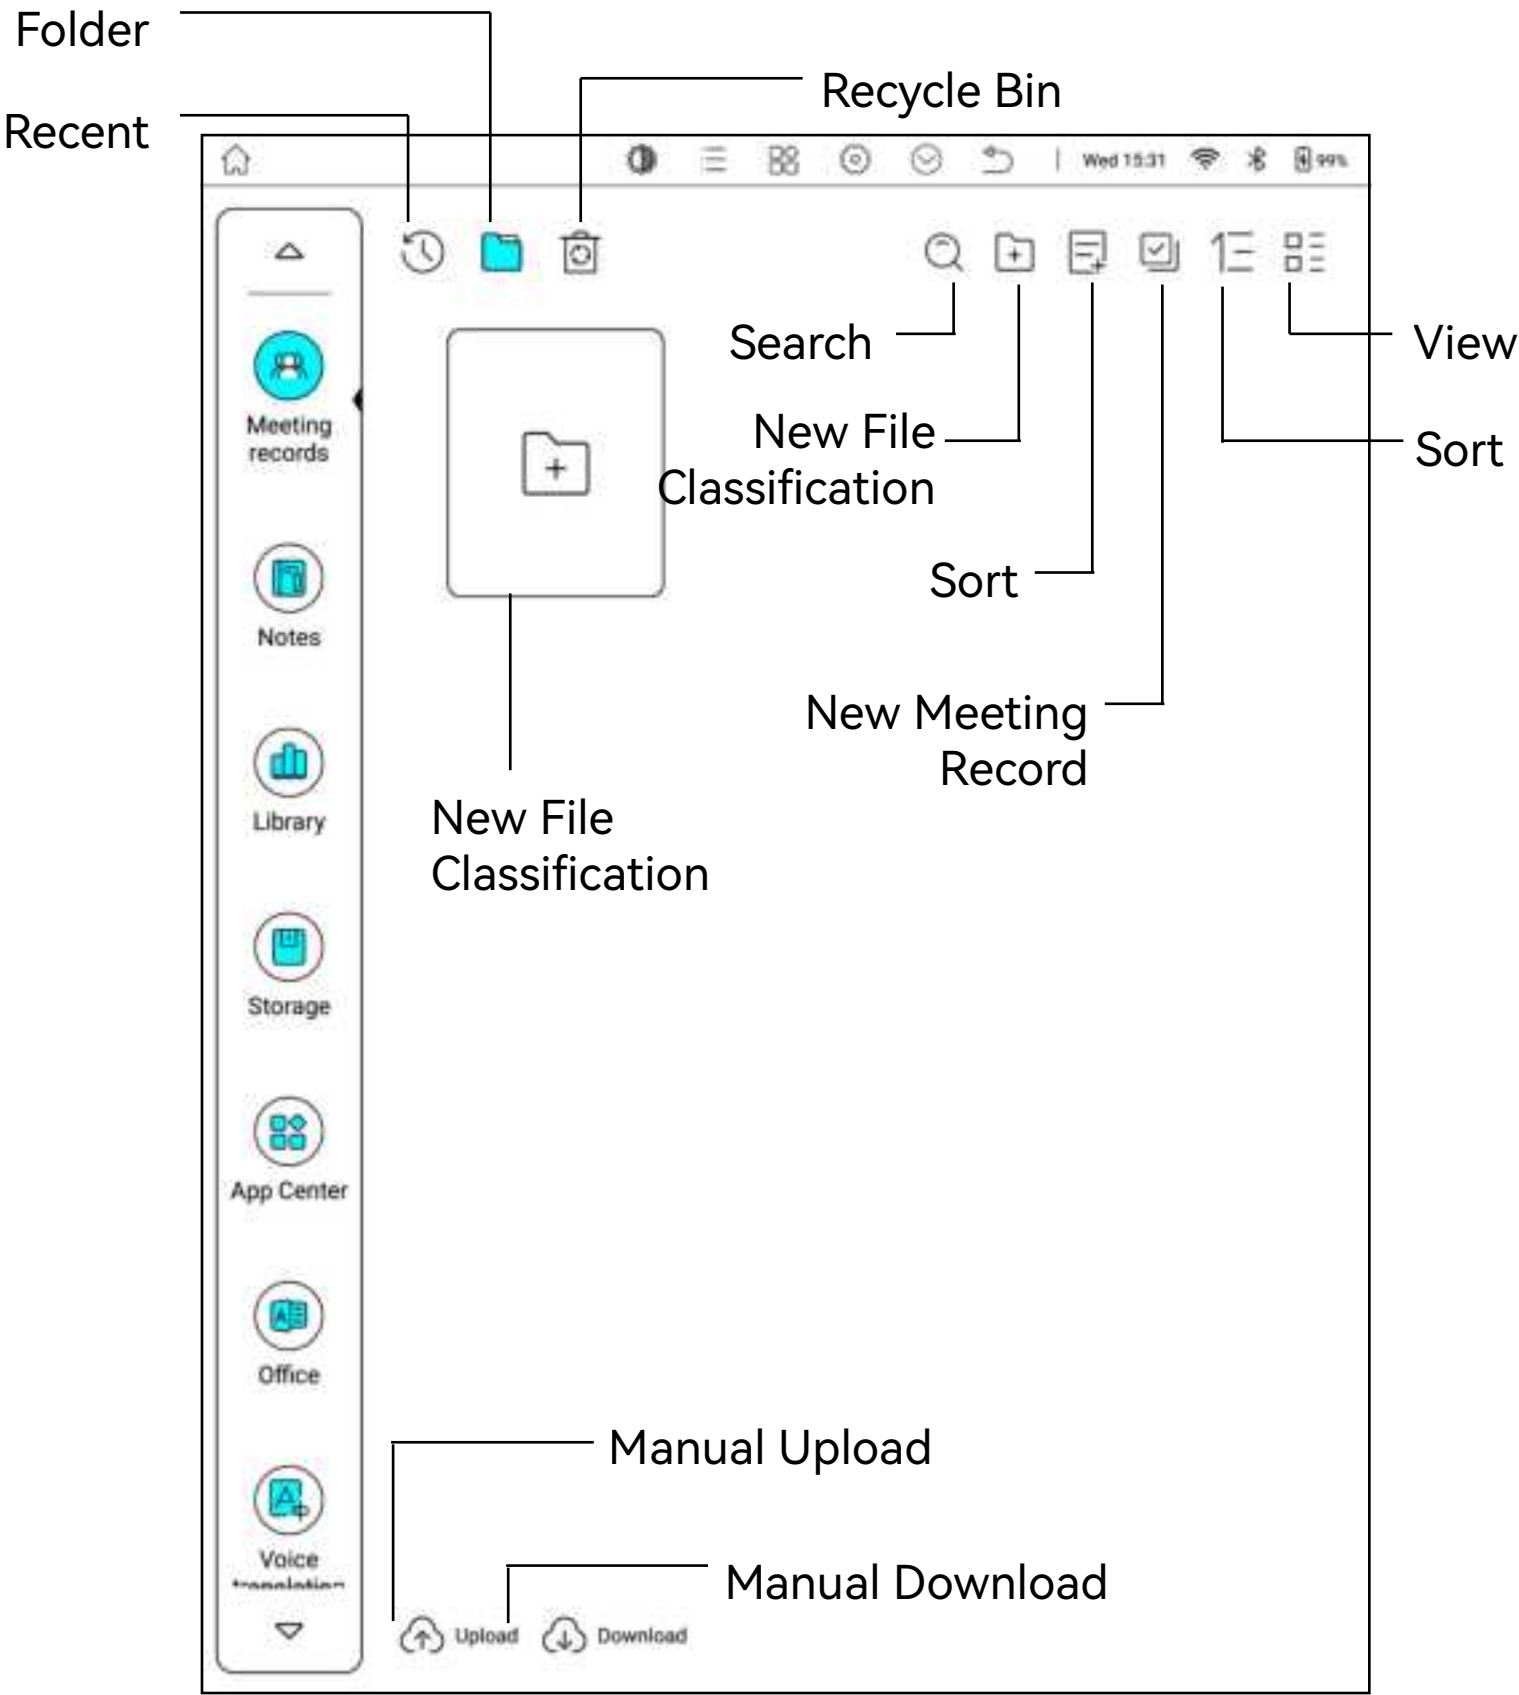 Folder
Recycle Bin
Recent
Wed 15:31 99%
Search
View
Meeting
records
New File
Classification
Sort
Sort
Notes
New Meeting
Record
New File
Classification
Library
Storage
App Center
Office
Manual Upload
Voice
translation
Manual Download
Upload Download